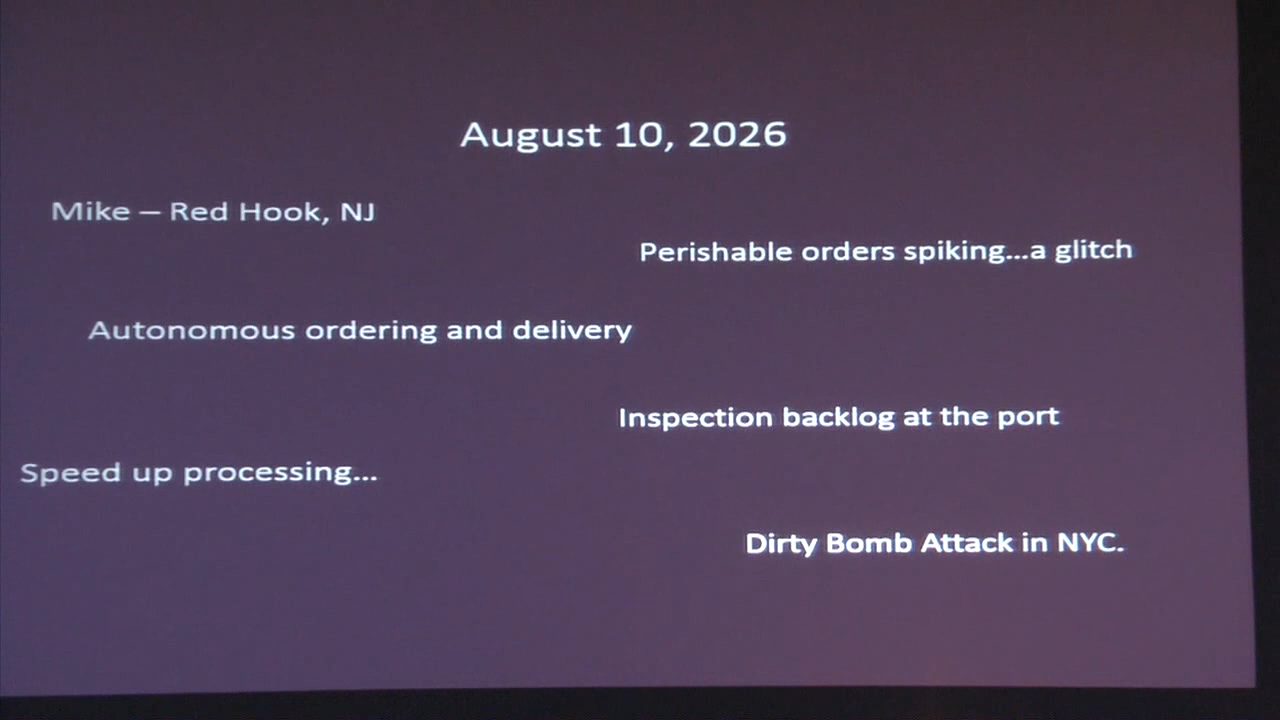 August 10, 2026
Mike – Red Hook, NJ
Perishable orders spiking...a glitch
Autonomous ordering and delivery
Inspection backlog at the port
Speed up processing...
Dirty Bomb Attack in NYC.